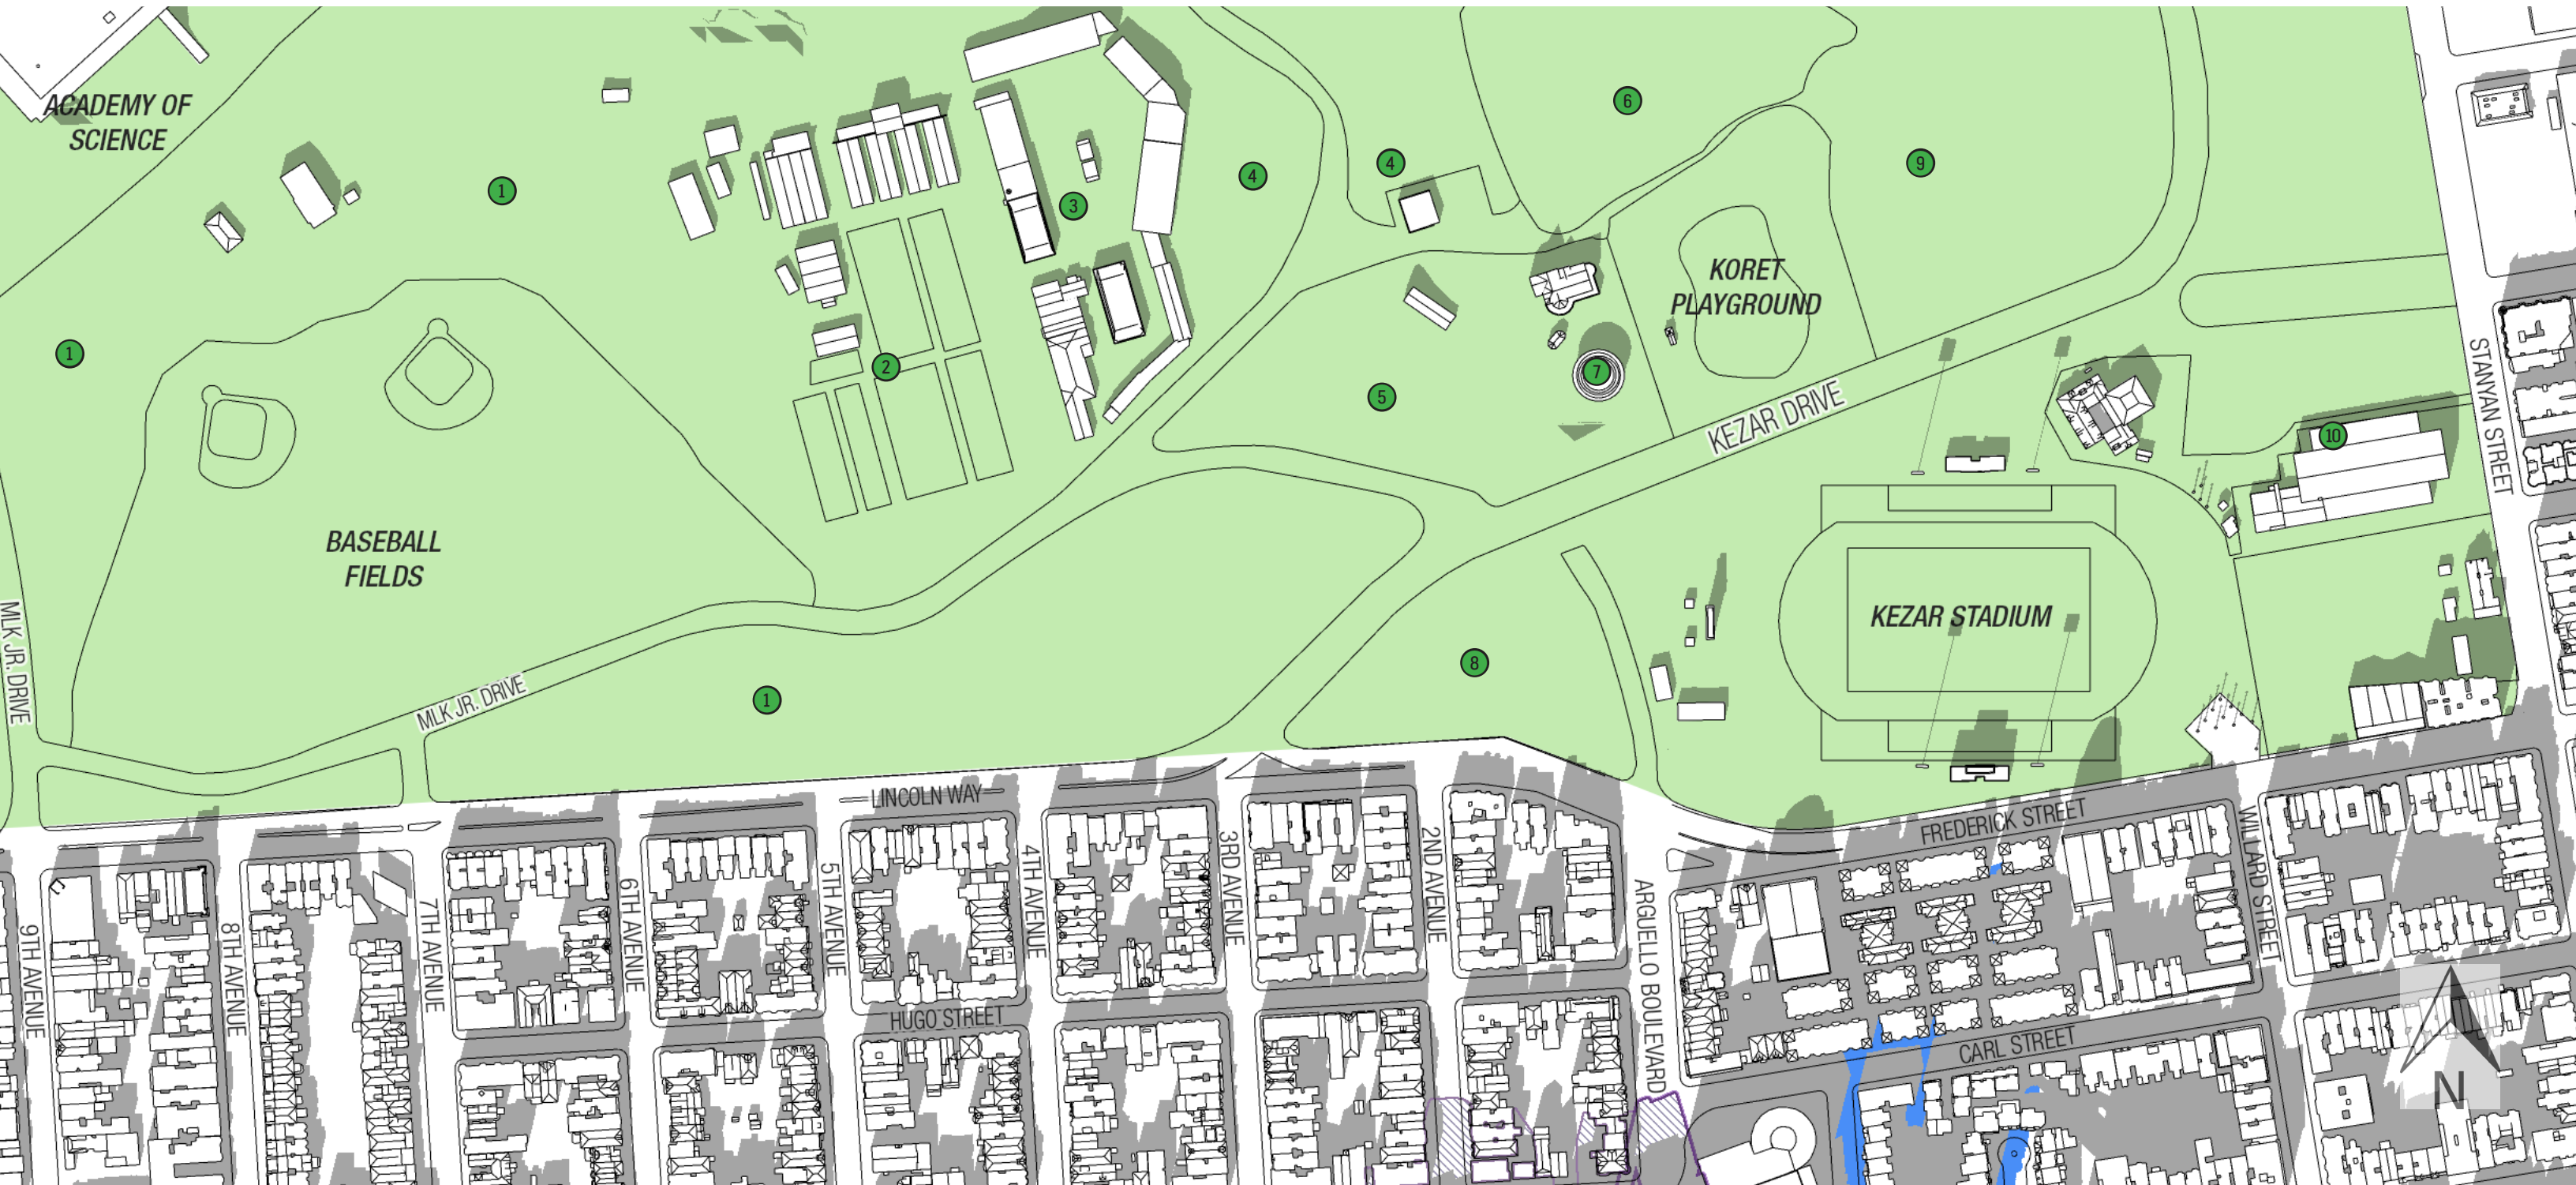 ACADEMY OF
SCIENCE
1
1
2
3
4
4
5
6
7
8
9
10
1
KORET
PLAYGROUND
KEZAR DRIVE
STANYAN STREET
BASEBALL
FIELDS
KEZAR STADIUM
MLK JR. DRIVE
MLK JR. DRIVE
LINCOLN WAY
FREDERICK STREET
9TH AVENUE
8TH AVENUE
7TH AVENUE
6TH AVENUE
5TH AVENUE
4TH AVENUE
3RD AVENUE
2ND AVENUE
ARGUELLO BOULEVARD
WILLARD STREET
HUGO STREET
CARL STREET
N